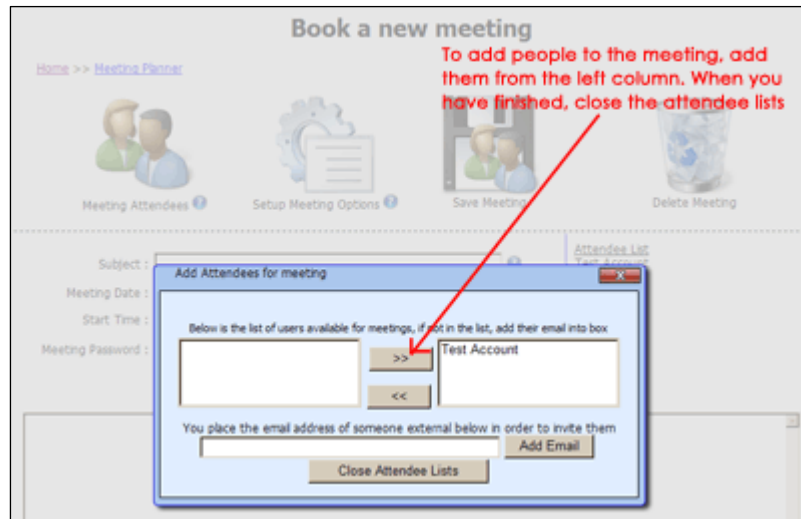 Book a new meeting
To add people to the meeting, add
them from the left column. When you
have finished, close the attendee lists
Home >> Meeting Planner
Meeting Attendees
Setup Meeting Options
Save Meeting
Delete Meeting
Attendee List
Test Account
Subject :
Meeting Date :
Start Time :
Meeting Password :
Add Attendees for meeting
Below is the list of users available for meetings, if not in the list, add their email into box
>>
Test Account
<<
You place the email address of someone external below in order to invite them
Add Email
Close Attendee Lists